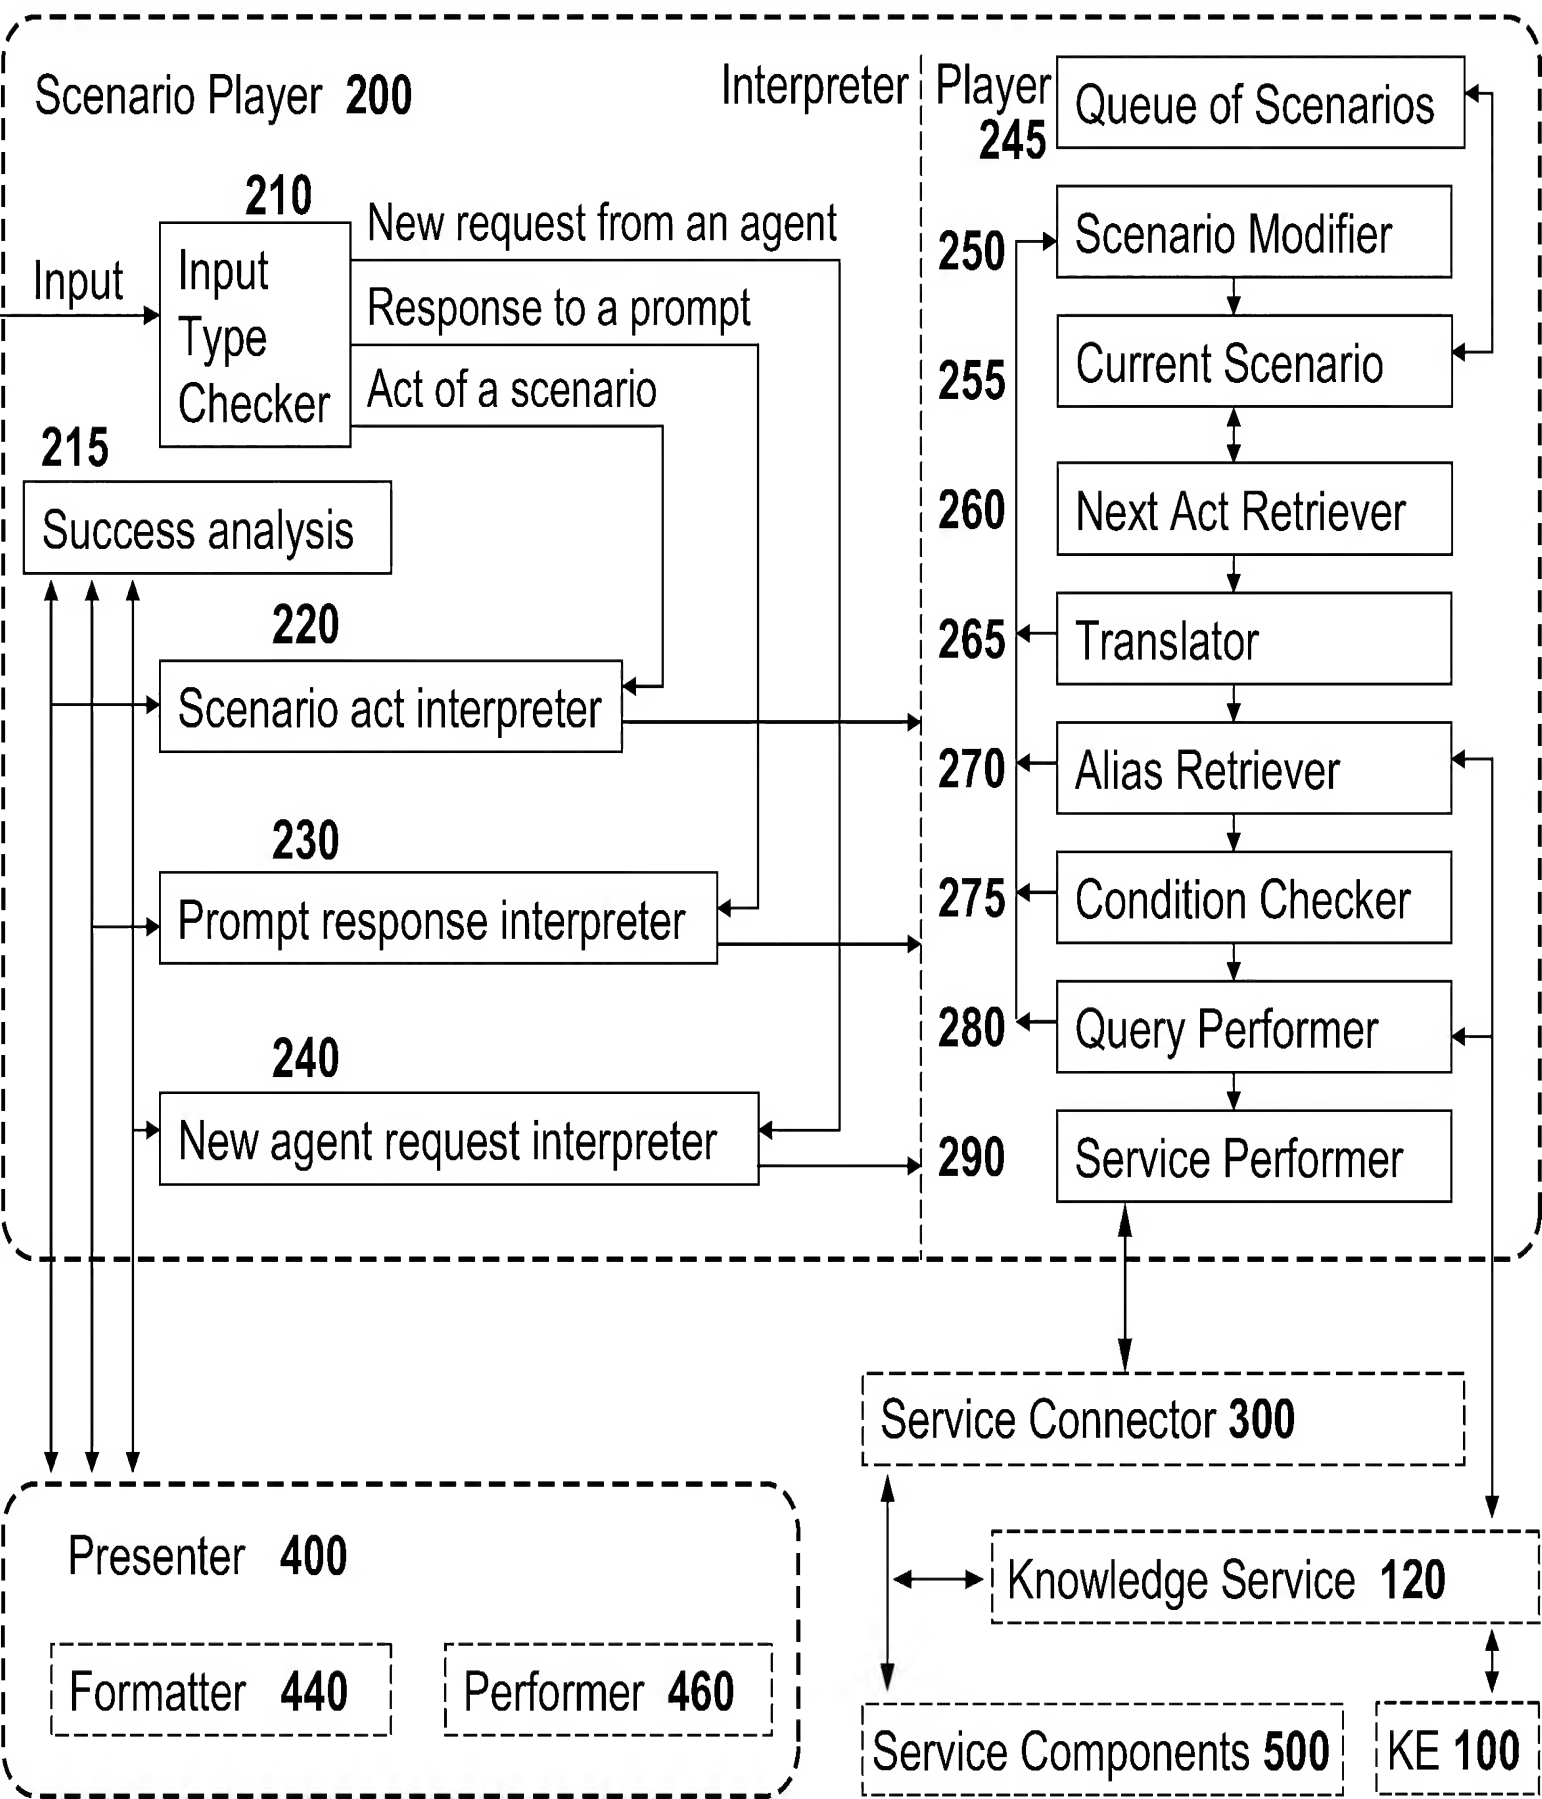 Scenario Player 200
Interpreter
Player
245
Queue of Scenarios
210
New request from an agent
Input
Input
Type
Checker
Response to a prompt
Act of a scenario
215
Success analysis
220
Scenario act interpreter
230
Prompt response interpreter
240
New agent request interpreter
250
Scenario Modifier
255
Current Scenario
260
Next Act Retriever
265
Translator
270
Alias Retriever
275
Condition Checker
280
Query Performer
290
Service Performer
Service Connector 300
Presenter 400
Knowledge Service 120
Formatter 440
Performer 460
Service Components 500
KE 100